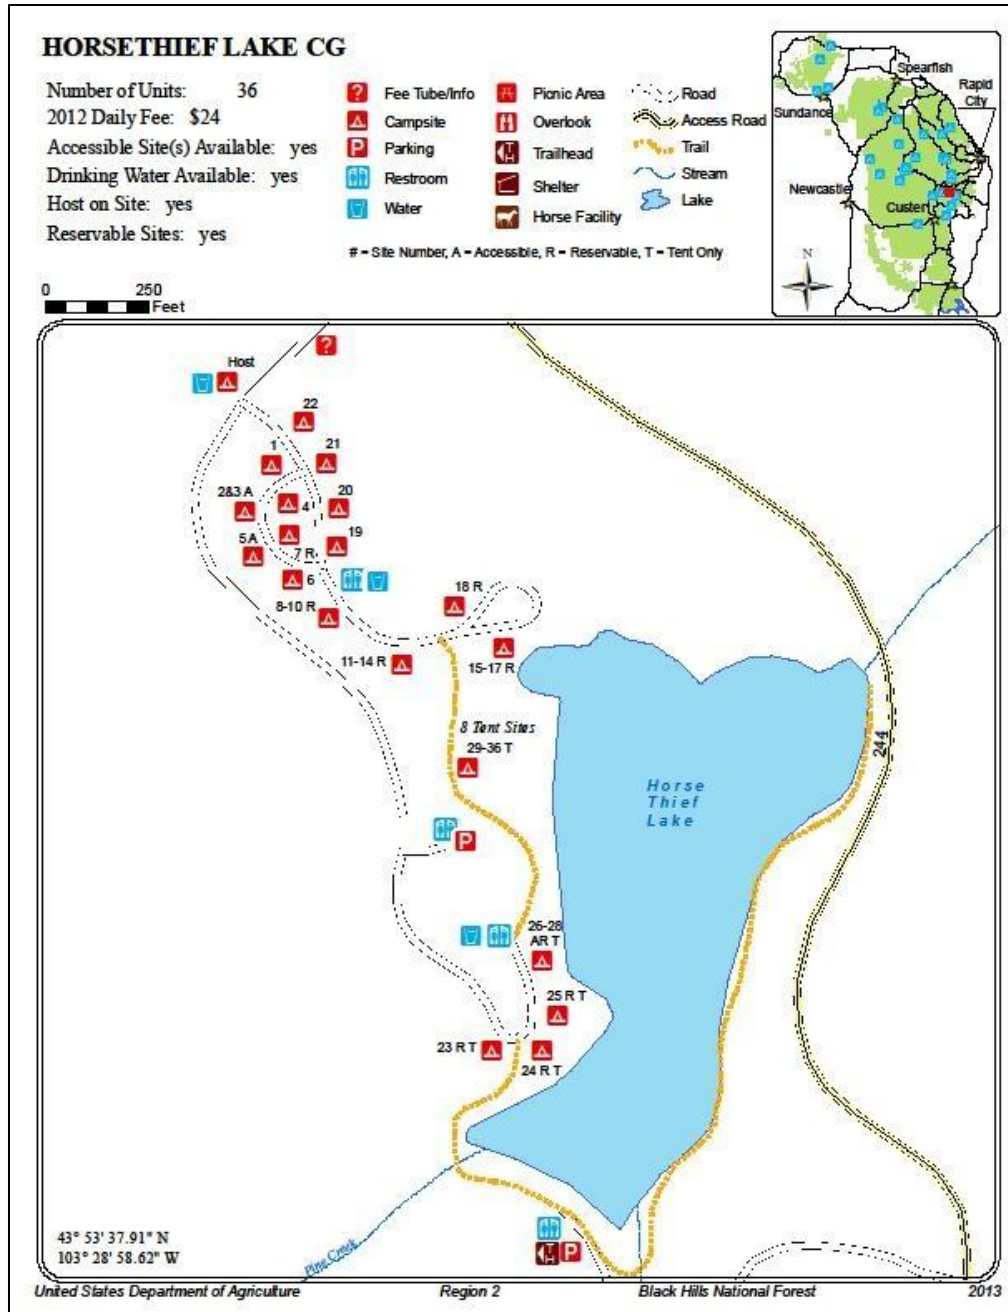 HORSETHIEF LAKE CG
Number of Units: 36
2012 Daily Fee: $24
Accessible Site(s) Available: yes
Drinking Water Available: yes
Host on Site: yes
Reservable Sites: yes
? Fee Tube/Info
Campsite
P Parking
Restroom
Water
Picnic Area
Overlook
TH Trailhead
Shelter
Horse Facility
Road
Access Road
Trail
Stream
Lake
# = Site Number, A = Accessible, R = Reservable, T = Tent Only
Spearfish
Rapid
City
Sundance
Newcastle
Custer
N
0 250
Feet
?
Host
22
1
21
2&3 A
4
20
5 A
7 R
19
6
8-10 R
18 R
11-14 R
15-17 R
8 Tent Sites
29-36 T
244
Horse
Thief
Lake
P
26-28
AR T
25 R T
23 R T
24 R T
TH P
Pine Creek
43° 53' 37.91" N
103° 28' 58.62" W
United States Department of Agriculture Region 2 Black Hills National Forest 2013